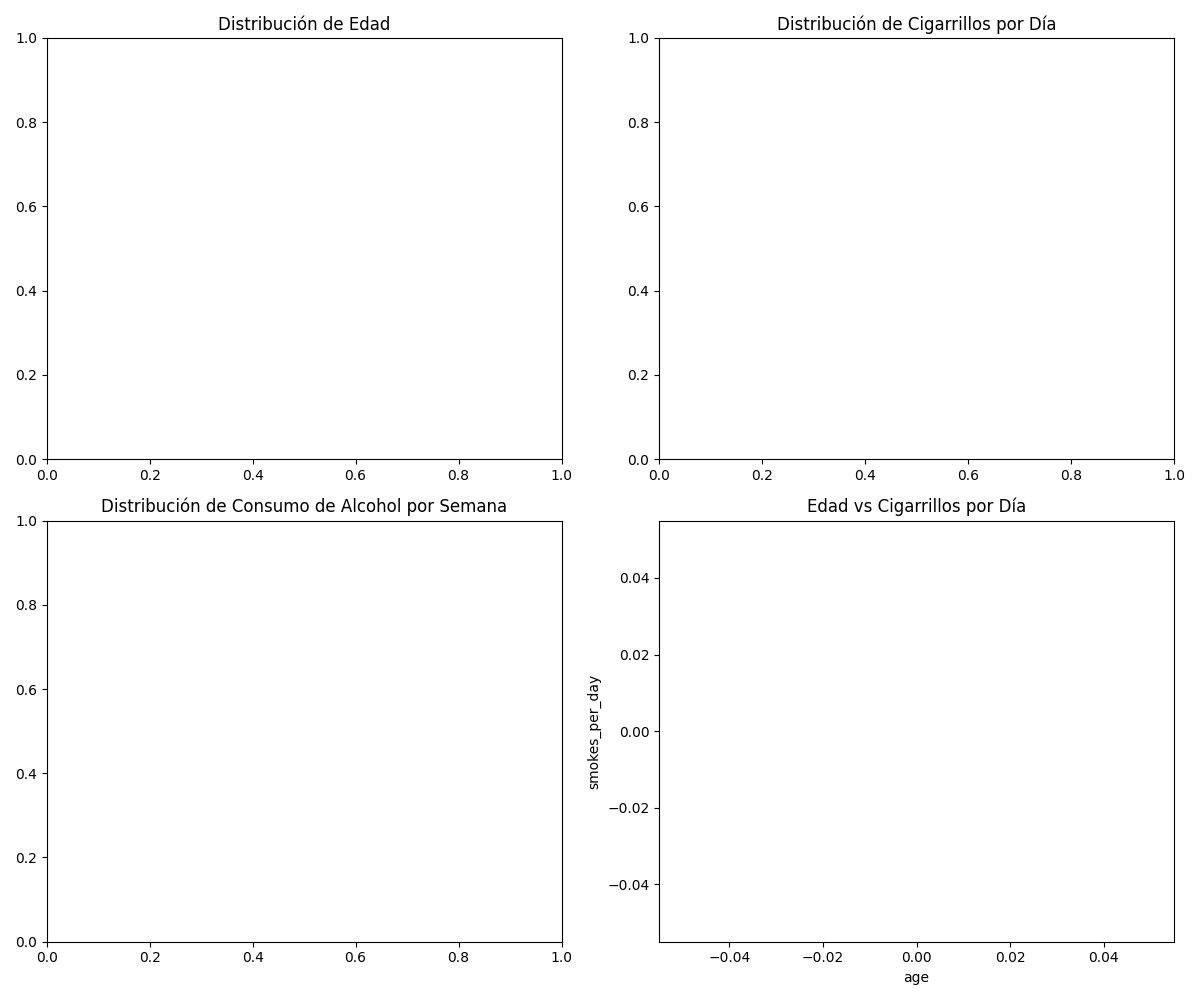 Distribución de Edad
1.0
0.8
0.6
0.4
0.2
0.0
0.0 0.2 0.4 0.6 0.8 1.0
Distribución de Cigarrillos por Día
1.0
0.8
0.6
0.4
0.2
0.0
0.0 0.2 0.4 0.6 0.8 1.0
Distribución de Consumo de Alcohol por Semana
1.0
0.8
0.6
0.4
0.2
0.0
0.0 0.2 0.4 0.6 0.8 1.0
Edad vs Cigarrillos por Día
smokes_per_day
0.04
0.02
0.00
−0.02
−0.04
−0.04 −0.02 0.00 0.02 0.04
age